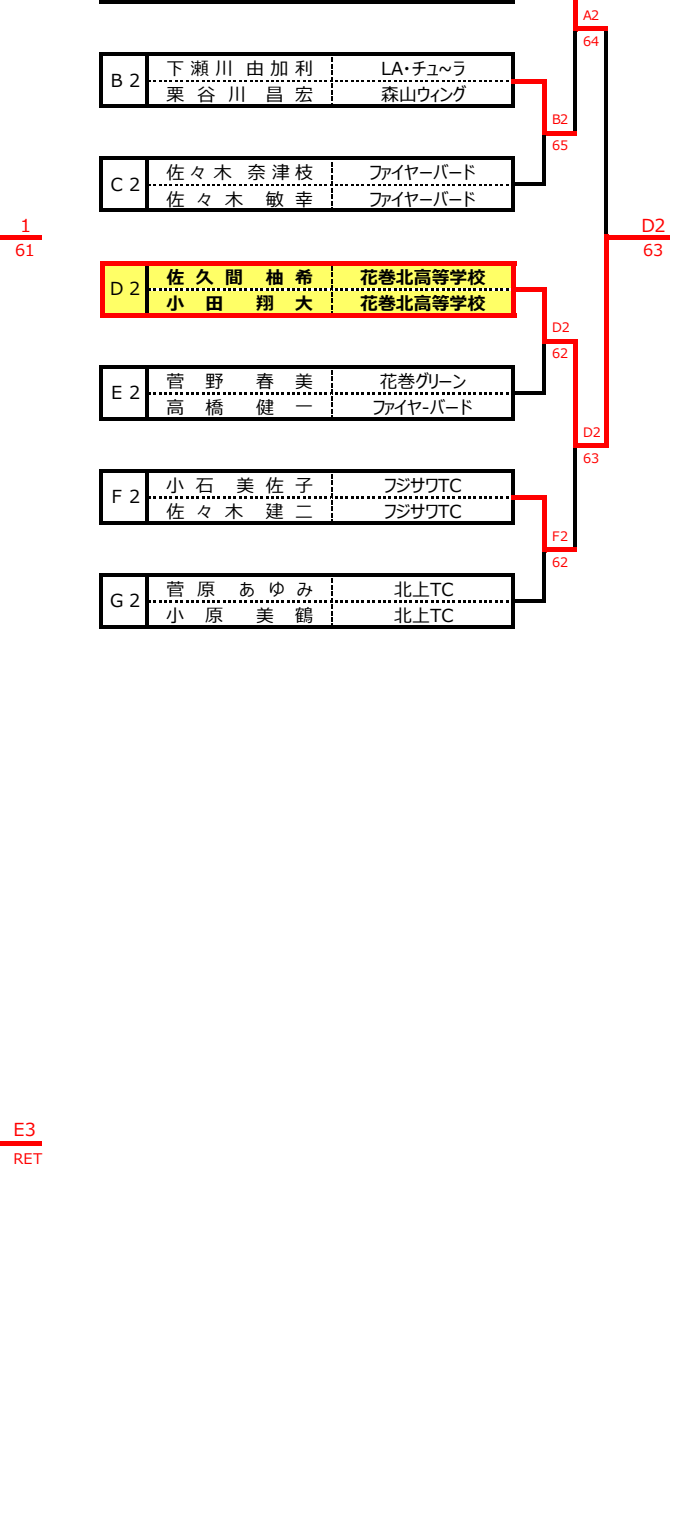 A2
64
B 2
下瀬川 由加利 LA・チュ~ラ
栗谷川 昌宏 森山ウィング
B2
65
C 2
佐々木 奈津枝 ファイヤーバード
佐々木 敏幸 ファイヤーバード
1
61
D2
63
D 2
佐久間 柚希 花巻北高等学校
小田 翔大 花巻北高等学校
D2
62
E 2
菅野 春美 花巻グリーン
高橋 健一 ファイヤ-バード
D2
63
F 2
小石 美佐子 フジサワTC
佐々木 建二 フジサワTC
F2
62
G 2
菅原 あゆみ 北上TC
小原 美鶴 北上TC
E3
RET